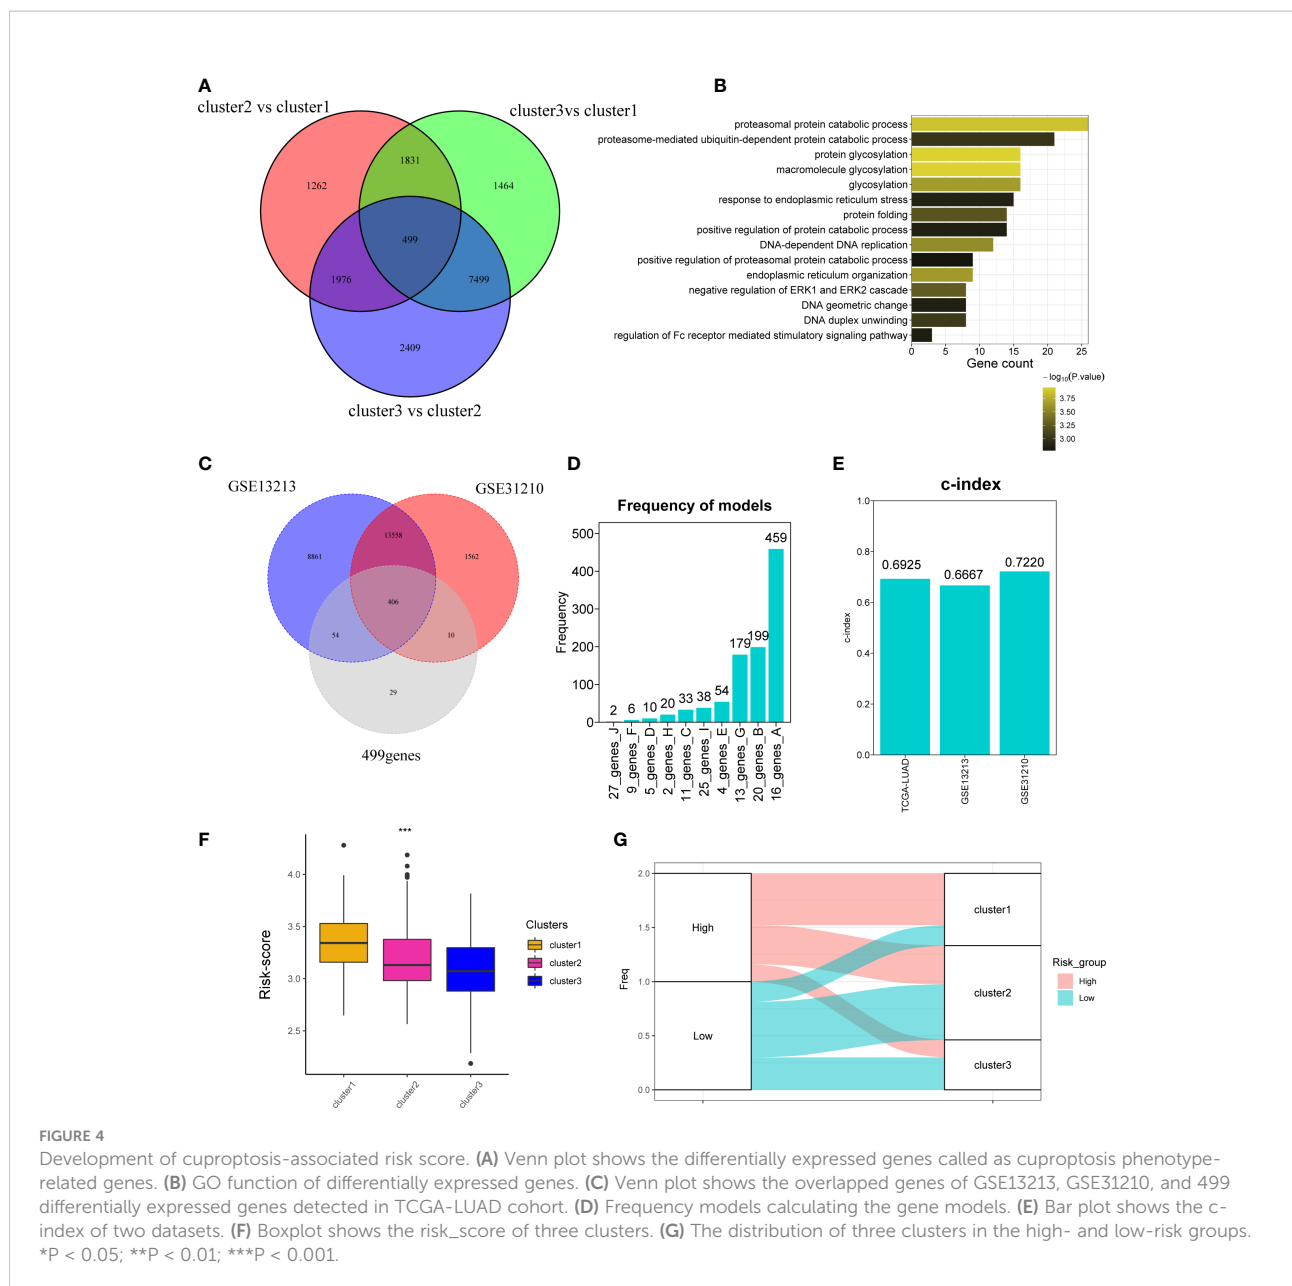 A
cluster2 vs cluster1
cluster3vs cluster1
1831
1262
1464
499
1976
7499
2409
cluster3 vs cluster2
B
proteasomal protein catabolic process
proteasome-mediated ubiquitin-dependent protein catabolic process
protein glycosylation
macromolecule glycosylation
glycosylation
response to endoplasmic reticulum stress
protein folding
positive regulation of protein catabolic process
DNA-dependent DNA replication
positive regulation of proteasomal protein catabolic process
endoplasmic reticulum organization
negative regulation of ERK1 and ERK2 cascade
DNA geometric change
DNA duplex unwinding
regulation of Fc receptor mediated stimulatory signaling pathway
0 5 10 15 20 25
Gene count
− log₁₀(P.value)
3.75
3.50
3.25
3.00
C
GSE13213
GSE31210
13558
8861
1562
406
54
10
29
499genes
D
Frequency of models
Frequency
500
400
300
200
100
0
2 6 10 20 33 38 54 179 199 459
27_genes_J
9_genes_F
5_genes_D
2_genes_H
11_genes_C
25_genes_I
4_genes_E
13_genes_G
20_genes_B
16_genes_A
E
c-index
c-index
1.0
0.8
0.6
0.4
0.2
0.0
0.6925 0.6667 0.7220
TCGA-LUAD
GSE13213
GSE31210
F
***
Risk-score
4.0
3.5
3.0
2.5
cluster1
cluster2
cluster3
Clusters
cluster1
cluster2
cluster3
G
Freq
2.0
1.5
1.0
0.5
0.0
High
Low
cluster1
cluster2
cluster3
Risk_group
High
Low
FIGURE 4
Development of cuproptosis-associated risk score. (A) Venn plot shows the differentially expressed genes called as cuproptosis phenotype-
related genes. (B) GO function of differentially expressed genes. (C) Venn plot shows the overlapped genes of GSE13213, GSE31210, and 499
differentially expressed genes detected in TCGA-LUAD cohort. (D) Frequency models calculating the gene models. (E) Bar plot shows the c-
index of two datasets. (F) Boxplot shows the risk_score of three clusters. (G) The distribution of three clusters in the high- and low-risk groups.
*P < 0.05; **P < 0.01; ***P < 0.001.